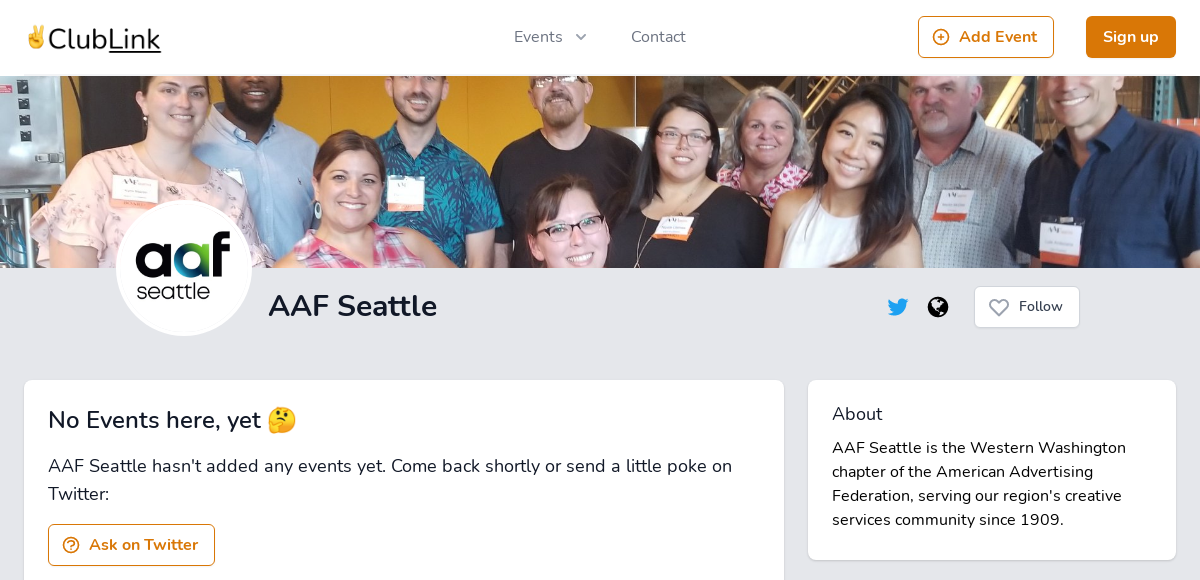 ✌️ClubLink
Events
Contact
Add Event
Sign up
aaf
seattle
AAF Seattle
Follow
No Events here, yet 🤔
AAF Seattle hasn't added any events yet. Come back shortly or send a little poke on
Twitter:
Ask on Twitter
About
AAF Seattle is the Western Washington
chapter of the American Advertising
Federation, serving our region's creative
services community since 1909.